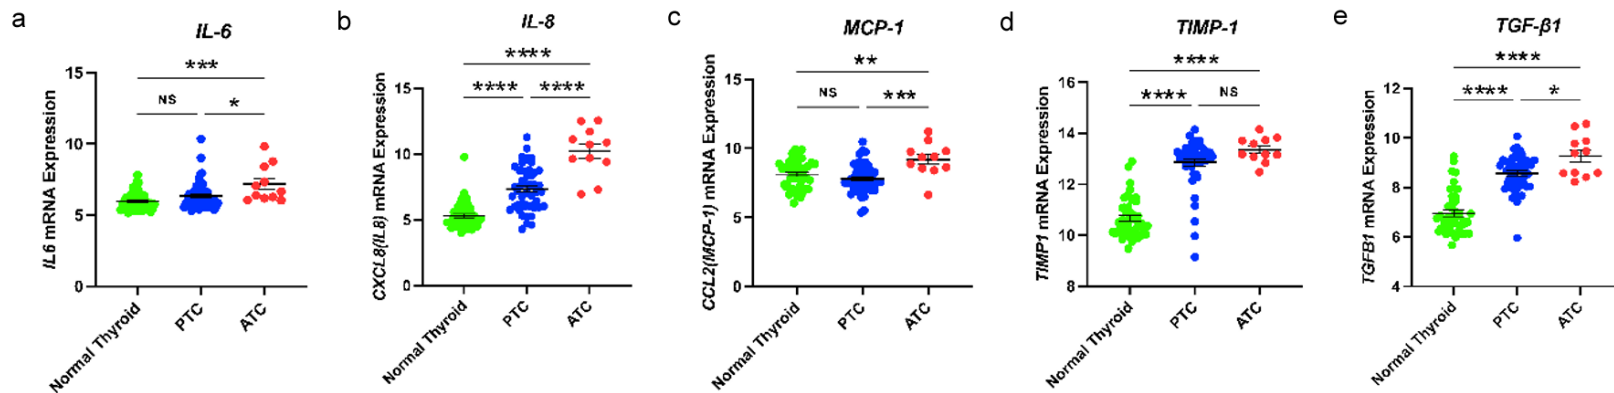 a
IL-6
IL6 mRNA Expression
15
10
5
0
***
NS
*
Normal Thyroid
PTC
ATC
b
IL-8
CXCL8(IL8) mRNA Expression
15
10
5
0
****
****
****
Normal Thyroid
PTC
ATC
c
MCP-1
CCL2(MCP-1) mRNA Expression
15
10
5
0
**
NS
***
Normal Thyroid
PTC
ATC
d
TIMP-1
TIMP1 mRNA Expression
16
14
12
10
8
****
****
NS
Normal Thyroid
PTC
ATC
e
TGF-β1
TGFB1 mRNA Expression
12
10
8
6
4
****
****
*
Normal Thyroid
PTC
ATC